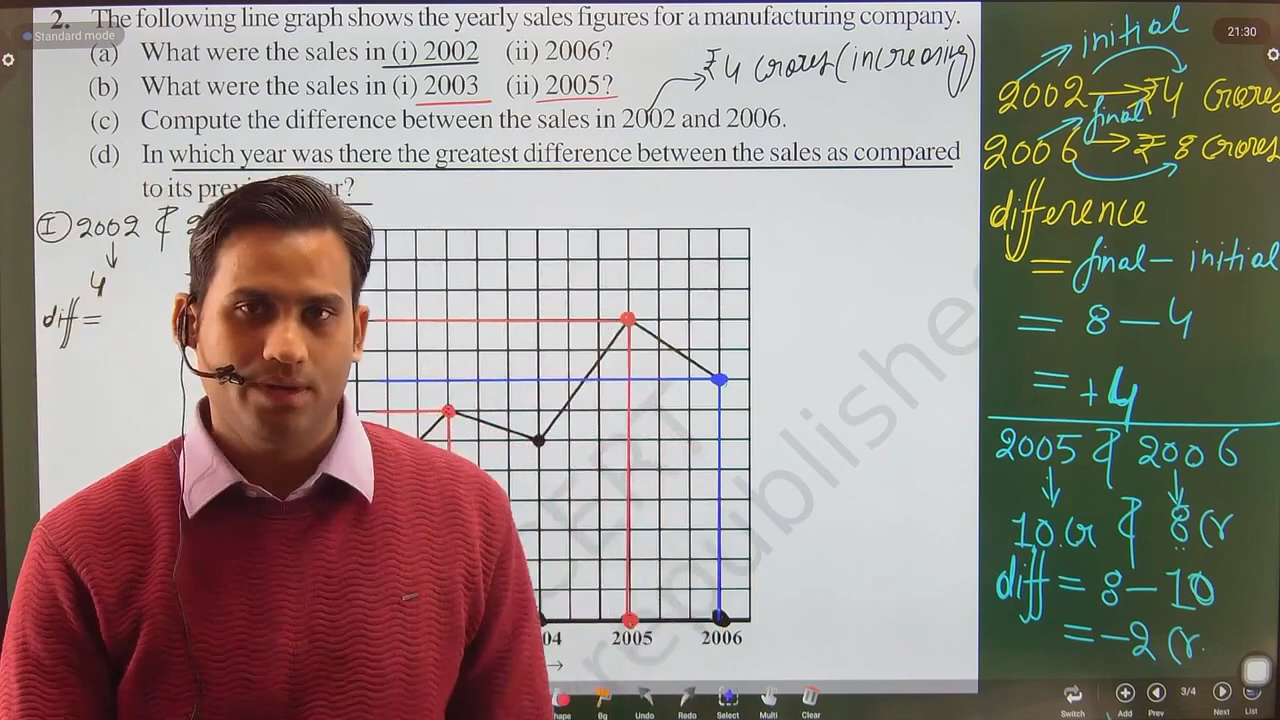 2. The following line graph shows the yearly sales figures for a manufacturing company.
Standard mode
(a) What were the sales in (i) 2002 (ii) 2006?
₹4 Crores (increasing)
(b) What were the sales in (i) 2003 (ii) 2005?
(c) Compute the difference between the sales in 2002 and 2006.
(d) In which year was there the greatest difference between the sales as compared
to its
I 2002 &
4
diff =
04 2005 2006
21:30
initial
2002 → ₹4 Crores
final
2006 → ₹ 8 Crores
difference
= final - initial
= 8 - 4
= +4
2005 & 2006
10 cr & 8 cr
diff = 8 - 10
= -2 cr.
Bg Undo Redo Select Multi Clear
Switch Add Prev 3/4 Next List
republished